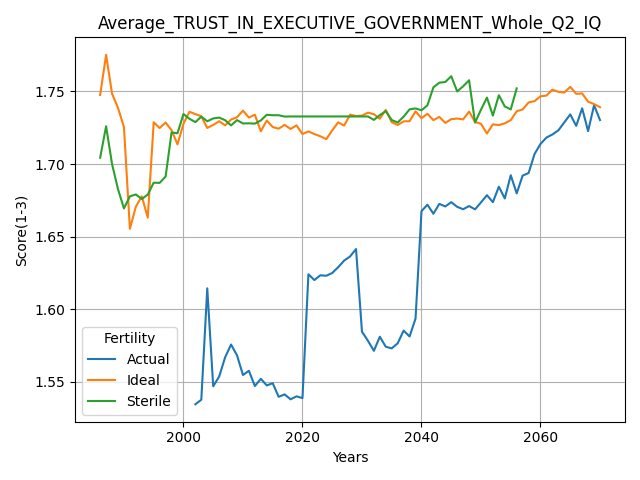 Average_TRUST_IN_EXECUTIVE_GOVERNMENT_Whole_Q2_IQ
Score(1-3)
1.75
1.70
1.65
1.60
1.55
Fertility
Actual
Ideal
Sterile
2000
2020
2040
2060
Years